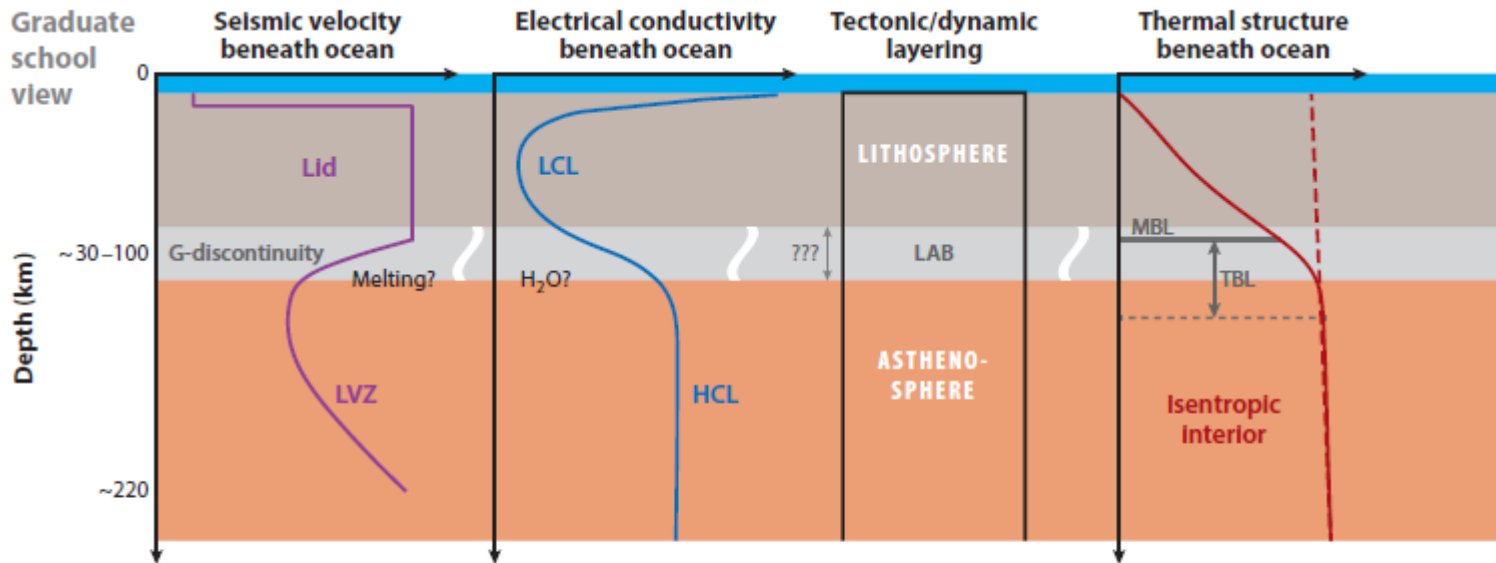 Graduate
school
view
Seismic velocity
beneath ocean
Electrical conductivity
beneath ocean
Tectonic/dynamic
layering
Thermal structure
beneath ocean
0
Lid
LCL
LITHOSPHERE
MBL
~30–100
G-discontinuity
???
LAB
Melting?
H₂O?
TBL
Depth (km)
LVZ
HCL
ASTHENO-
SPHERE
Isentropic
interior
~220